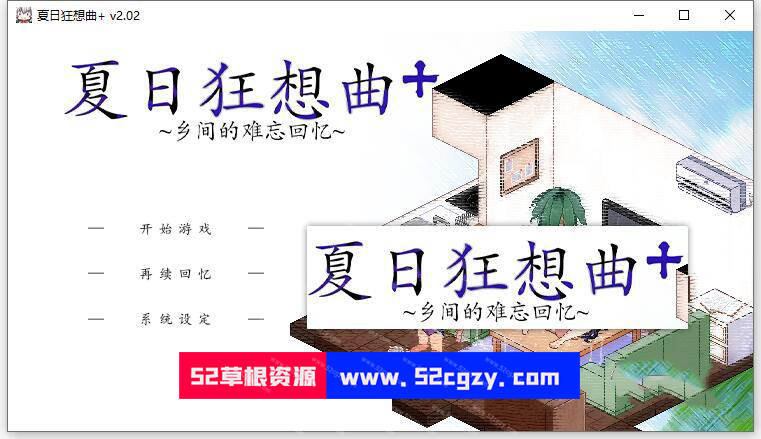 夏日狂想曲+ v2.02
夏日狂想曲+
~乡间的难忘回忆~
开始游戏
再续回忆
系统设定
夏日狂想曲+
~乡间的难忘回忆~
52草根资源 www.52cgzy.com